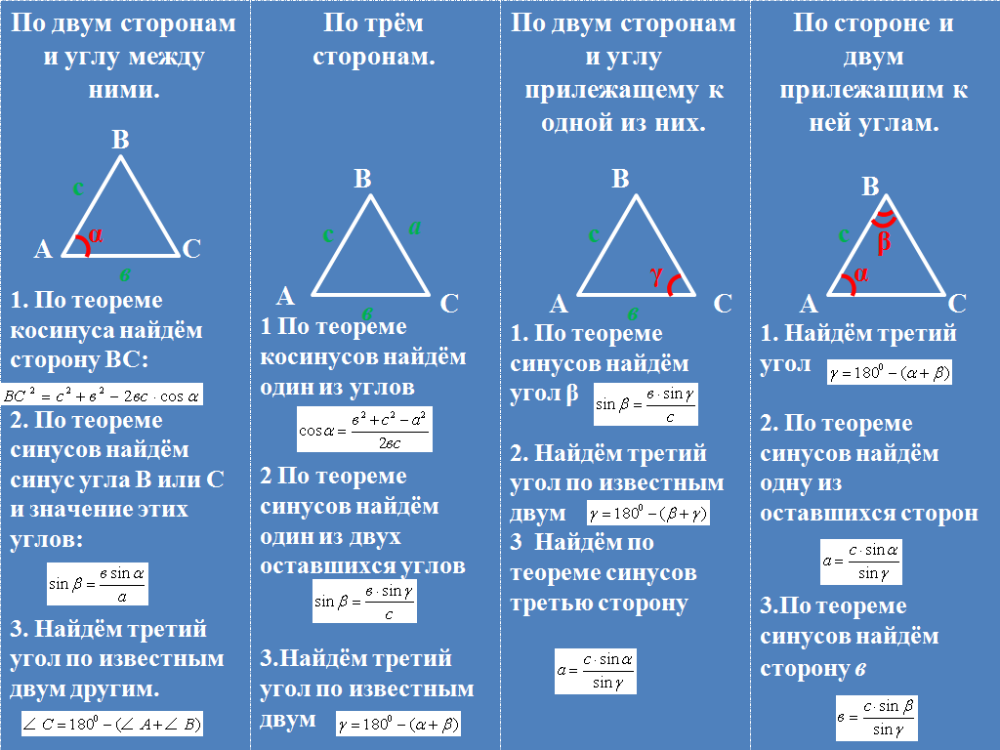 По двум сторонам
и углу между
ними.
B
c
α
A
C
в
1. По теореме
косинуса найдём
сторону ВС:
BC² = c² + в² − 2вc · cos α
2. По теореме
синусов найдём
синус угла В или С
и значение этих
углов:
sin β = в sin α / a
3. Найдём третий
угол по известным
двум другим.
∠ C = 180⁰ − (∠ A + ∠ B)
По трём
сторонам.
B
c
a
A
C
в
1 По теореме
косинусов найдём
один из углов
cos α = в² + c² − a² / 2вc
2 По теореме
синусов найдём
один из двух
оставшихся углов
sin β = в · sin γ / c
3.Найдём третий
угол по известным
двум
γ = 180⁰ − (α + β)
По двум сторонам
и углу
прилежащему к
одной из них.
B
c
γ
A
C
в
1. По теореме
синусов найдём
угол β
sin β = в · sin γ / c
2. Найдём третий
угол по известным
двум
γ = 180⁰ − (β + γ)
3 Найдём по
теореме синусов
третью сторону
a = c · sin α / sin γ
По стороне и
двум
прилежащим к
ней углам.
B
c
β
α
A
C
1. Найдём третий
угол
γ = 180⁰ − (α + β)
2. По теореме
синусов найдём
одну из
оставшихся сторон
a = c · sin α / sin γ
3.По теореме
синусов найдём
сторону в
в = c · sin β / sin γ